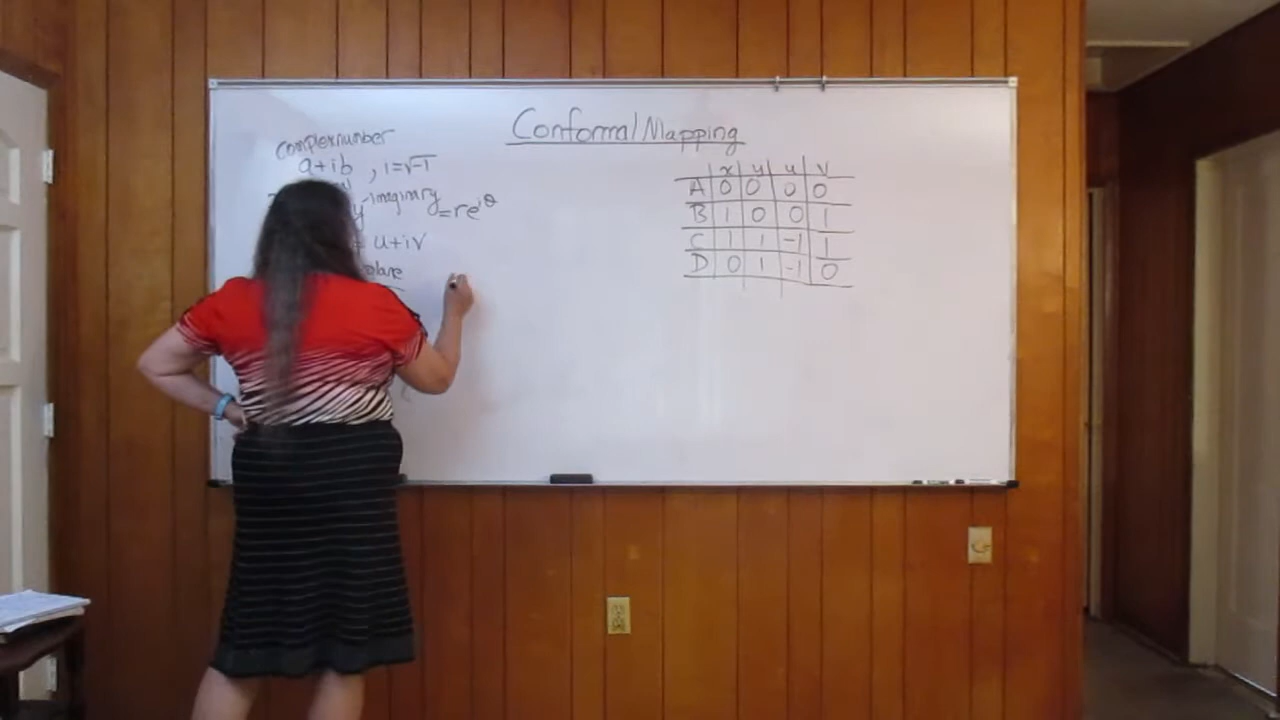 Conformal Mapping
complex number
a+ib , i=√-1
imaginary
=re^iθ
= u+iv
plane
x y u v
A 0 0 0 0
B 1 0 0 1
C 1 1 -1 1
D 0 1 -1 0